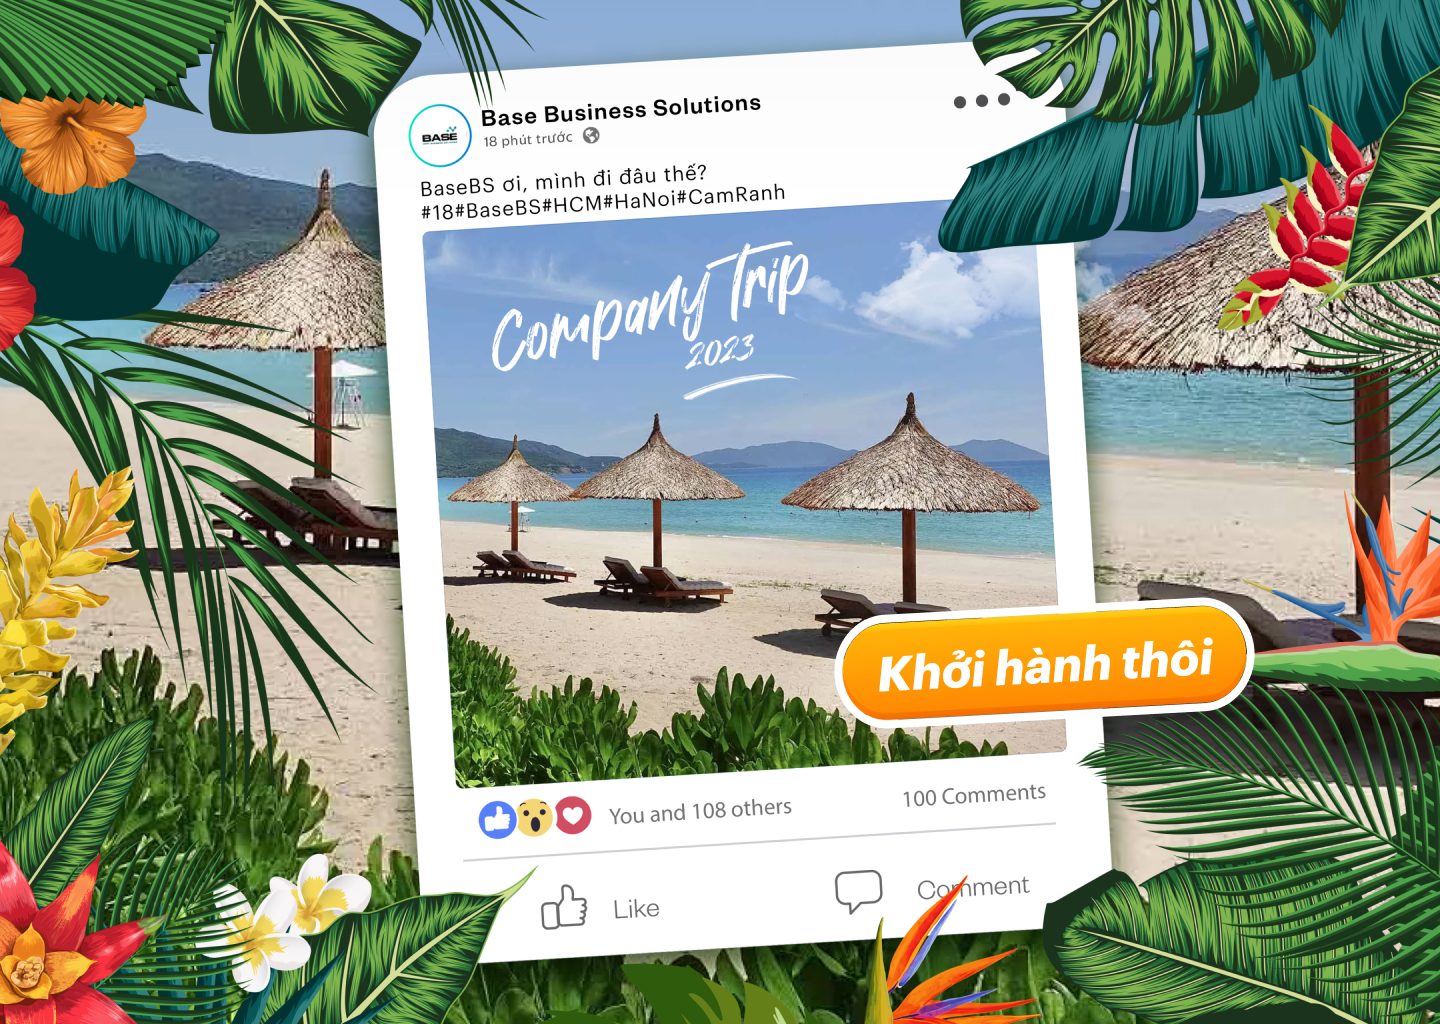 BASE
Base Business Solutions
18 phút trước
BaseBS ơi, mình đi đâu thế?
#18#BaseBS#HCM#HaNoi#CamRanh
Company Trip
2023
Khởi hành thôi
You and 108 others
100 Comments
Like
Comment